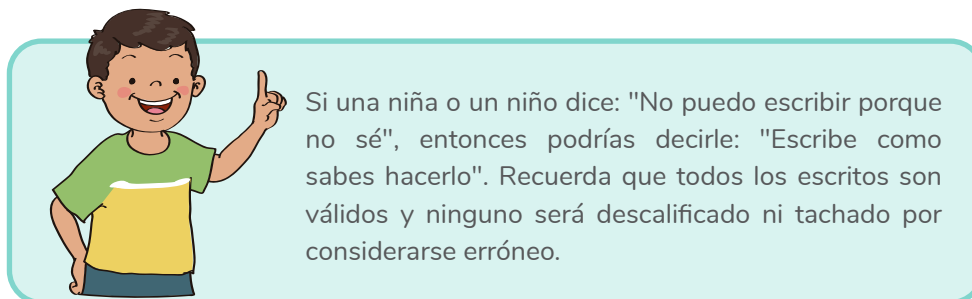 Si una niña o un niño dice: "No puedo escribir porque
no sé", entonces podrías decirle: "Escribe como
sabes hacerlo". Recuerda que todos los escritos son
válidos y ninguno será descalificado ni tachado por
considerarse erróneo.